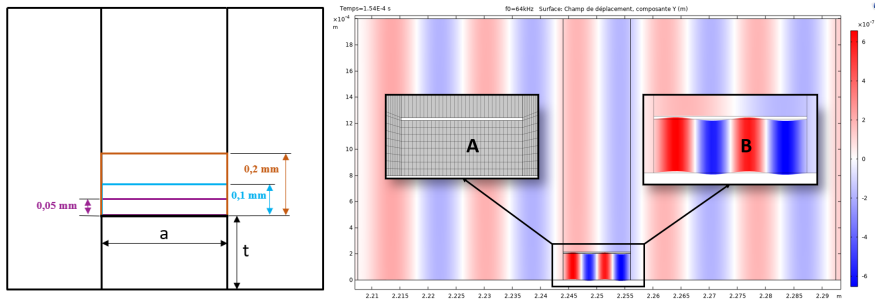 0,2 mm
0,1 mm
0,05 mm
a
t
Temps=1.54E-4 s
f0=64kHz Surface: Champ de déplacement, composante Y (m)
×10⁻⁴
m
20
18
16
14
12
10
8
6
4
2
0
A
B
2.21 2.215 2.22 2.225 2.23 2.235 2.24 2.245 2.25 2.255 2.26 2.265 2.27 2.275 2.28 2.285 2.29 m
×10⁻⁷
6
4
2
0
-2
-4
-6